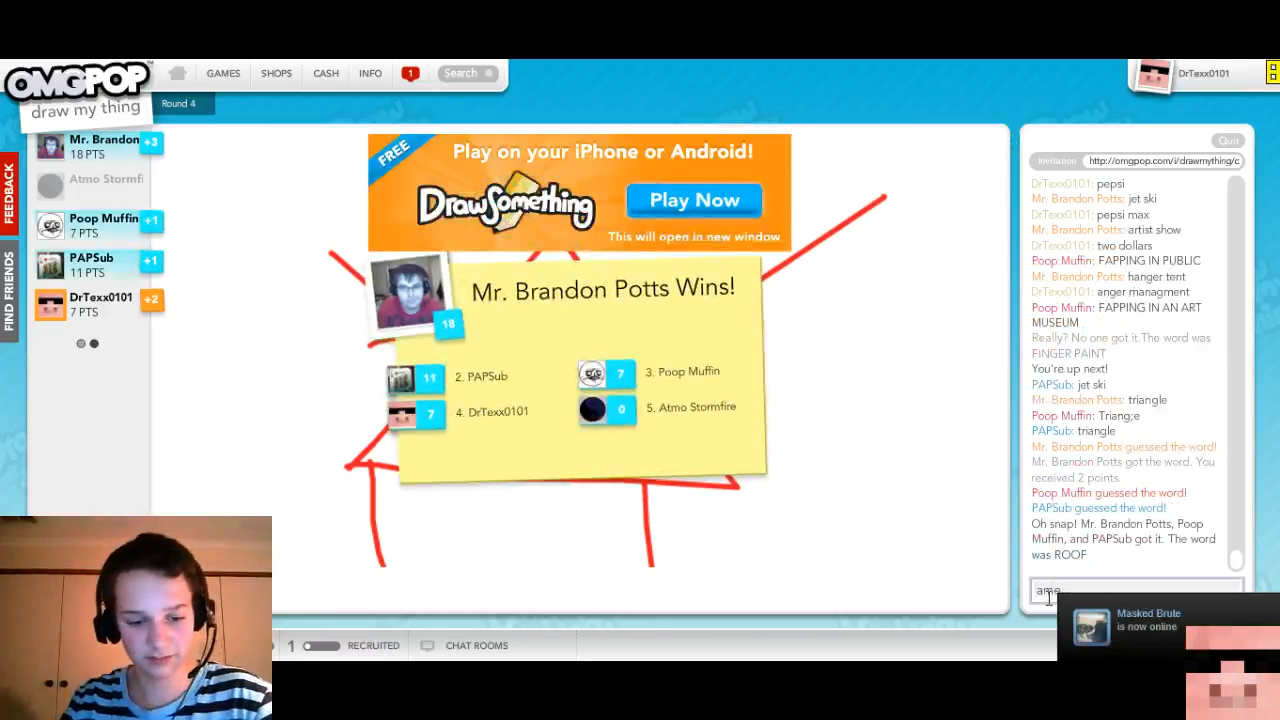 OMGPOP
draw my thing
GAMES
SHOPS
CASH
INFO
1
Search
DrTexx0101
Round 4
FEEDBACK
FIND FRIENDS
Mr. Brandon +3
18 PTS
Atmo Stormfi
Poop Muffin +1
7 PTS
PAPSub +1
11 PTS
DrTexx0101 +2
7 PTS
FREE
Play on your iPhone or Android!
DrawSomething
Play Now
This will open in new window
Mr. Brandon Potts Wins!
18
11 2. PAPSub
7 3. Poop Muffin
7 4. DrTexx0101
0 5. Atmo Stormfire
Quit
Invitation http://omgpop.com/i/drawmything/c
DrTexx0101: pepsi
Mr. Brandon Potts: jet ski
DrTexx0101: pepsi max
Mr. Brandon Potts: artist show
DrTexx0101: two dollars
Poop Muffin: FAPPING IN PUBLIC
Mr. Brandon Potts: hanger tent
DrTexx0101: anger managment
Poop Muffin: FAPPING IN AN ART
MUSEUM
Really? No one got it.The word was
FINGER PAINT
You're up next!
PAPSub: jet ski
Mr. Brandon Potts: triangle
Poop Muffin: Triang;e
PAPSub: triangle
Mr. Brandon Potts guessed the word!
Mr. Brandon Potts got the word. You
received 2 points.
Poop Muffin guessed the word!
PAPSub guessed the word!
Oh snap! Mr. Brandon Potts, Poop
Muffin, and PAPSub got it. The word
was ROOF
ame
Masked Brute
is now online
1 RECRUITED
CHAT ROOMS